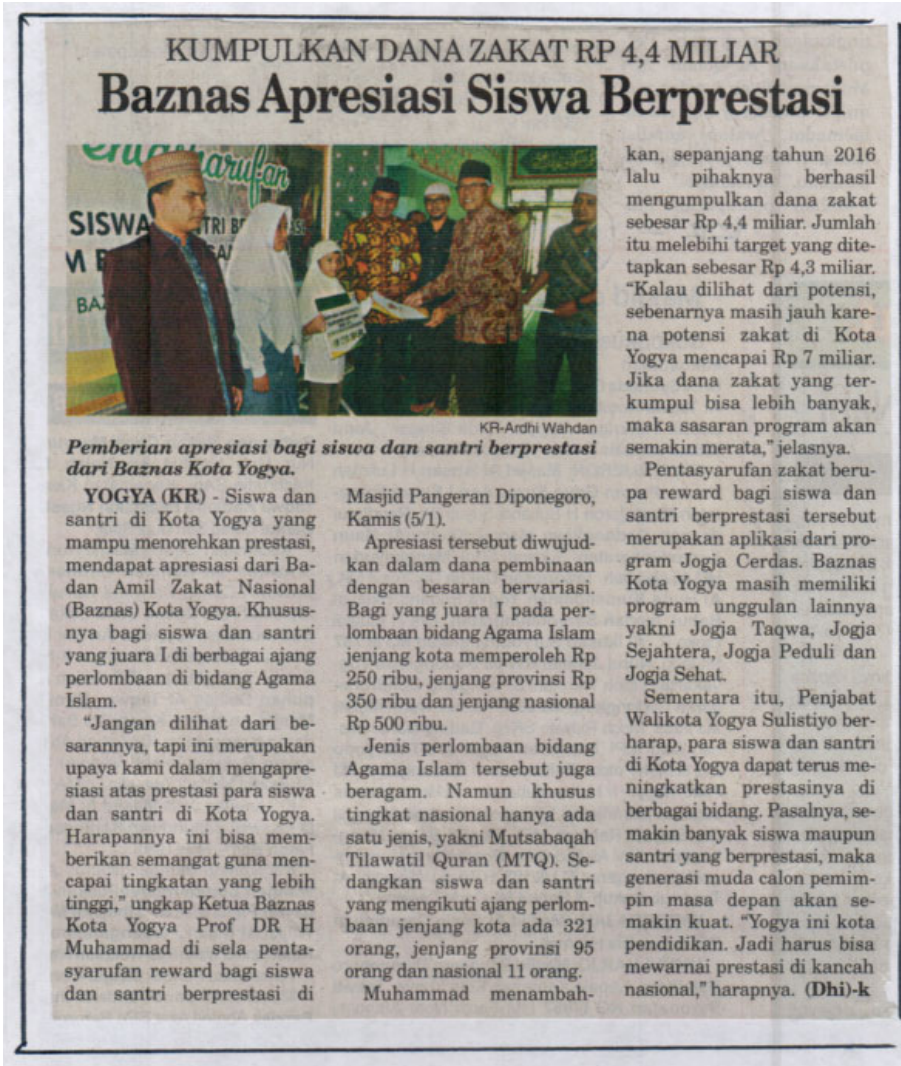 KUMPULKAN DANA ZAKAT RP 4,4 MILIAR
Baznas Apresiasi Siswa Berprestasi
SISWA
BAZ
KR-Ardhi Wahdan
Pemberian apresiasi bagi siswa dan santri berprestasi
dari Baznas Kota Yogya.
YOGYA (KR) - Siswa dan
santri di Kota Yogya yang
mampu menorehkan prestasi,
mendapat apresiasi dari Ba-
dan Amil Zakat Nasional
(Baznas) Kota Yogya. Khusus-
nya bagi siswa dan santri
yang juara I di berbagai ajang
perlombaan di bidang Agama
Islam.
“Jangan dilihat dari be-
sarannya, tapi ini merupakan
upaya kami dalam mengapre-
siasi atas prestasi para siswa
dan santri di Kota Yogya.
Harapannya ini bisa mem-
berikan semangat guna men-
capai tingkatan yang lebih
tinggi,” ungkap Ketua Baznas
Kota Yogya Prof DR H
Muhammad di sela penta-
syarufan reward bagi siswa
dan santri berprestasi di
Masjid Pangeran Diponegoro,
Kamis (5/1).
Apresiasi tersebut diwujud-
kan dalam dana pembinaan
dengan besaran bervariasi.
Bagi yang juara I pada per-
lombaan bidang Agama Islam
jenjang kota memperoleh Rp
250 ribu, jenjang provinsi Rp
350 ribu dan jenjang nasional
Rp 500 ribu.
Jenis perlombaan bidang
Agama Islam tersebut juga
beragam. Namun khusus
tingkat nasional hanya ada
satu jenis, yakni Mutsabaqah
Tilawatil Quran (MTQ). Se-
dangkan siswa dan santri
yang mengikuti ajang perlom-
baan jenjang kota ada 321
orang, jenjang provinsi 95
orang dan nasional 11 orang.
Muhammad menambah-
kan, sepanjang tahun 2016
lalu pihaknya berhasil
mengumpulkan dana zakat
sebesar Rp 4,4 miliar. Jumlah
itu melebihi target yang dite-
tapkan sebesar Rp 4,3 miliar.
“Kalau dilihat dari potensi,
sebenarnya masih jauh kare-
na potensi zakat di Kota
Yogya mencapai Rp 7 miliar.
Jika dana zakat yang ter-
kumpul bisa lebih banyak,
maka sasaran program akan
semakin merata,” jelasnya.
Pentasyarufan zakat beru-
pa reward bagi siswa dan
santri berprestasi tersebut
merupakan aplikasi dari pro-
gram Jogja Cerdas. Baznas
Kota Yogya masih memiliki
program unggulan lainnya
yakni Jogja Taqwa, Jogja
Sejahtera, Jogja Peduli dan
Jogja Sehat.
Sementara itu, Penjabat
Walikota Yogya Sulistiyo ber-
harap, para siswa dan santri
di Kota Yogya dapat terus me-
ningkatkan prestasinya di
berbagai bidang. Pasalnya, se-
makin banyak siswa maupun
santri yang berprestasi, maka
generasi muda calon pemim-
pin masa depan akan se-
makin kuat. “Yogya ini kota
pendidikan. Jadi harus bisa
mewarnai prestasi di kancah
nasional,” harapnya. (Dhi)-k